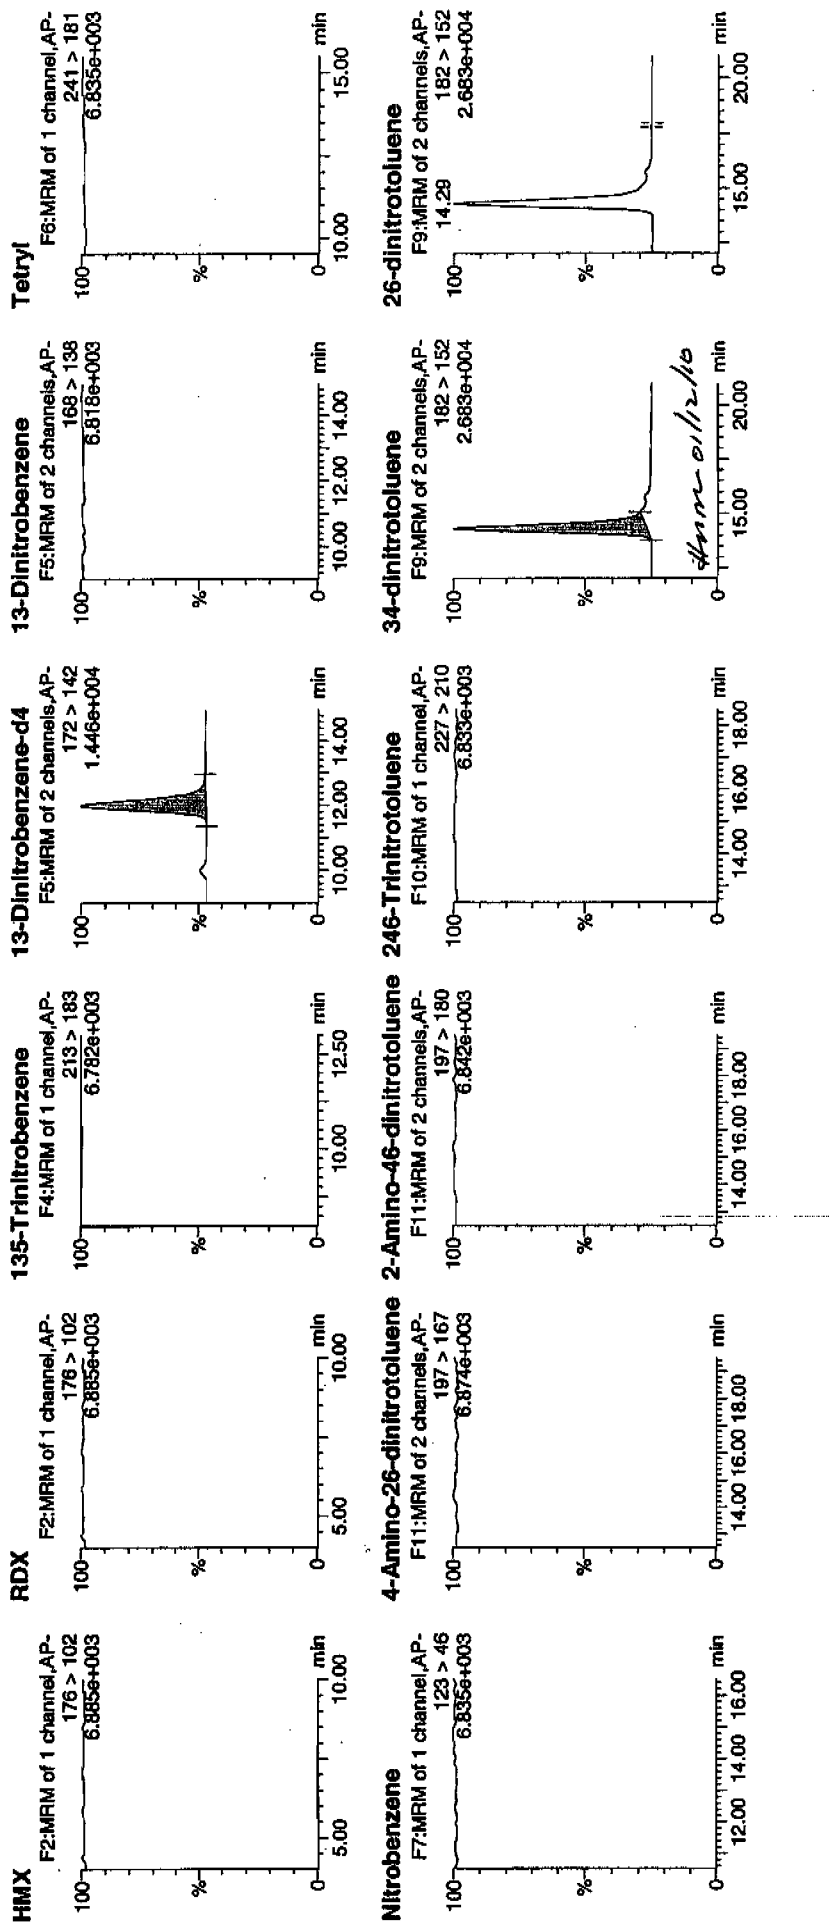 HMX
F2:MRM of 1 channel,AP-
176 > 102
6.885e+003
100
%
0
5.00 10.00 min
RDX
F2:MRM of 1 channel,AP-
176 > 102
6.885e+003
100
%
0
5.00 10.00 min
135-Trinitrobenzene
F4:MRM of 1 channel,AP-
213 > 183
6.782e+003
100
%
0
10.00 12.50 min
13-Dinitrobenzene-d4
F5:MRM of 2 channels,AP-
172 > 142
1.446e+004
100
%
0
10.00 12.00 14.00 min
13-Dinitrobenzene
F5:MRM of 2 channels,AP-
168 > 138
6.818e+003
100
%
0
10.00 12.00 14.00 min
Tetryl
F6:MRM of 1 channel,AP-
241 > 181
6.835e+003
100
%
0
10.00 15.00 min
Nitrobenzene
F7:MRM of 1 channel,AP-
123 > 46
6.835e+003
100
%
0
12.00 14.00 16.00 min
4-Amino-26-dinitrotoluene
F11:MRM of 2 channels,AP-
197 > 167
6.874e+003
100
%
0
14.00 16.00 18.00 min
2-Amino-46-dinitrotoluene
F11:MRM of 2 channels,AP-
197 > 180
6.842e+003
100
%
0
14.00 16.00 18.00 min
246-Trinitrotoluene
F10:MRM of 1 channel,AP-
227 > 210
6.833e+003
100
%
0
14.00 16.00 18.00 min
34-dinitrotoluene
F9:MRM of 2 channels,AP-
182 > 152
2.683e+004
100
%
0
15.00 20.00 min
01/12/10
26-dinitrotoluene
F9:MRM of 2 channels,AP-
14.29
182 > 152
2.683e+004
100
%
0
15.00 20.00 min